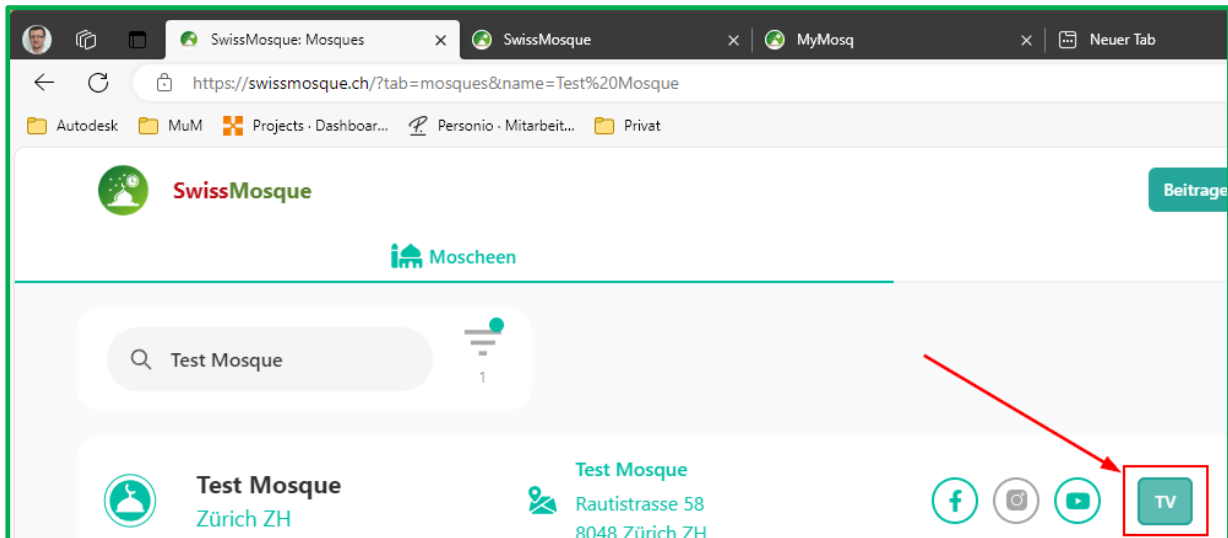 SwissMosque: Mosques
SwissMosque
MyMosq
Neuer Tab
https://swissmosque.ch/?tab=mosques&name=Test%20Mosque
Autodesk
MuM
Projects · Dashboar...
Personio - Mitarbeit...
Privat
SwissMosque
Beitrage
Moscheen
Test Mosque
1
Test Mosque
Zürich ZH
Test Mosque
Rautistrasse 58
8048 Zürich ZH
TV